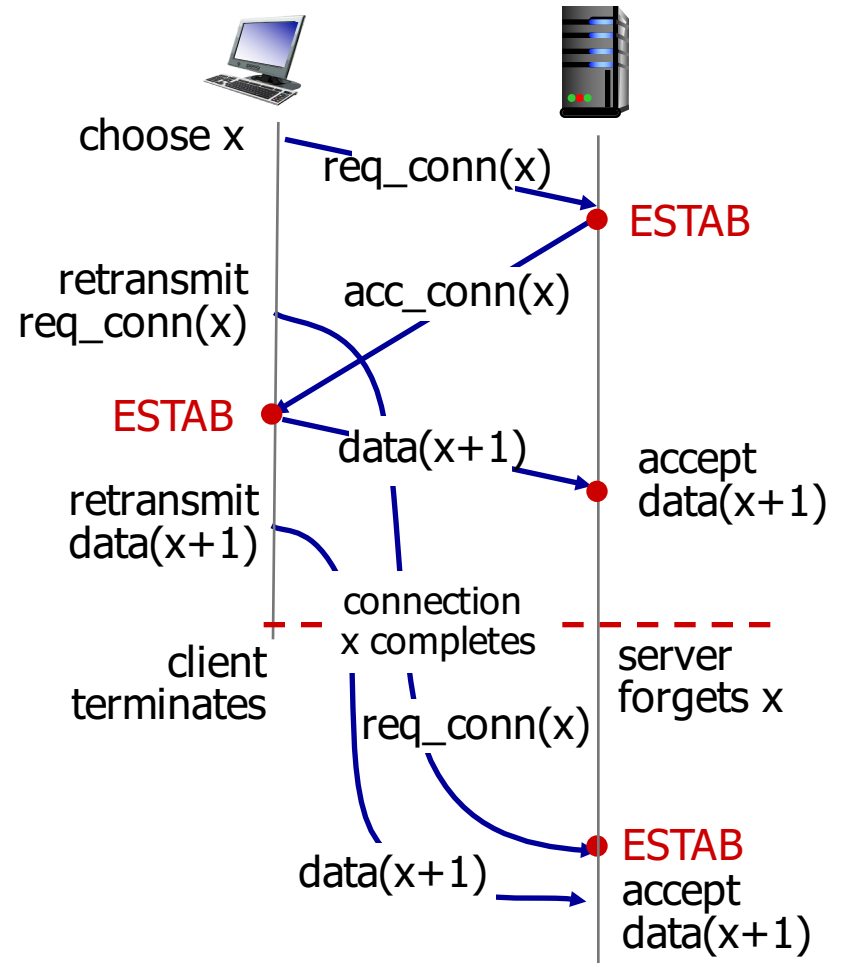 choose x
req_conn(x)
ESTAB
retransmit
req_conn(x)
acc_conn(x)
ESTAB
data(x+1)
accept
data(x+1)
retransmit
data(x+1)
connection
x completes
client
terminates
server
forgets x
req_conn(x)
ESTAB
data(x+1)
accept
data(x+1)